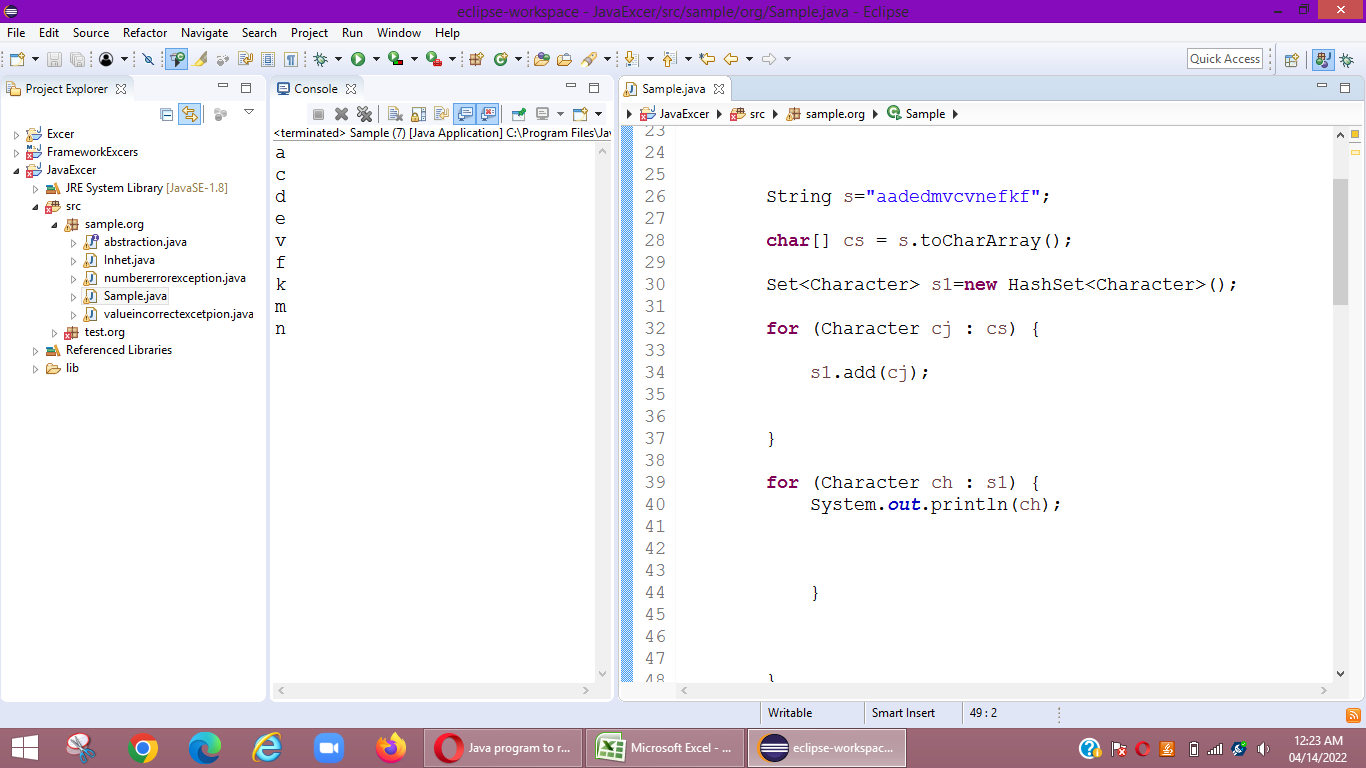 eclipse-workspace - JavaExcer/src/sample/org/Sample.java - Eclipse
File Edit Source Refactor Navigate Search Project Run Window Help
Quick Access
Project Explorer
Excer
FrameworkExcers
JavaExcer
JRE System Library [JavaSE-1.8]
src
sample.org
abstraction.java
Inhet.java
numbererrorexception.java
Sample.java
valueincorrectexcetpion.java
test.org
Referenced Libraries
lib
Console
<terminated> Sample (7) [Java Application] C:\Program Files\Jav
a
c
d
e
v
f
k
m
n
Sample.java
JavaExcer src sample.org Sample
23
24
25
26 String s="aadedmvcvnefkf";
27
28 char[] cs = s.toCharArray();
29
30 Set<Character> s1=new HashSet<Character>();
31
32 for (Character cj : cs) {
33
34 s1.add(cj);
35
36
37 }
38
39 for (Character ch : s1) {
40 System.out.println(ch);
41
42
43
44 }
45
46
47
48 }
Writable Smart Insert 49 : 2
Java program to r... Microsoft Excel - ... eclipse-workspac... 12:23 AM
04/14/2022